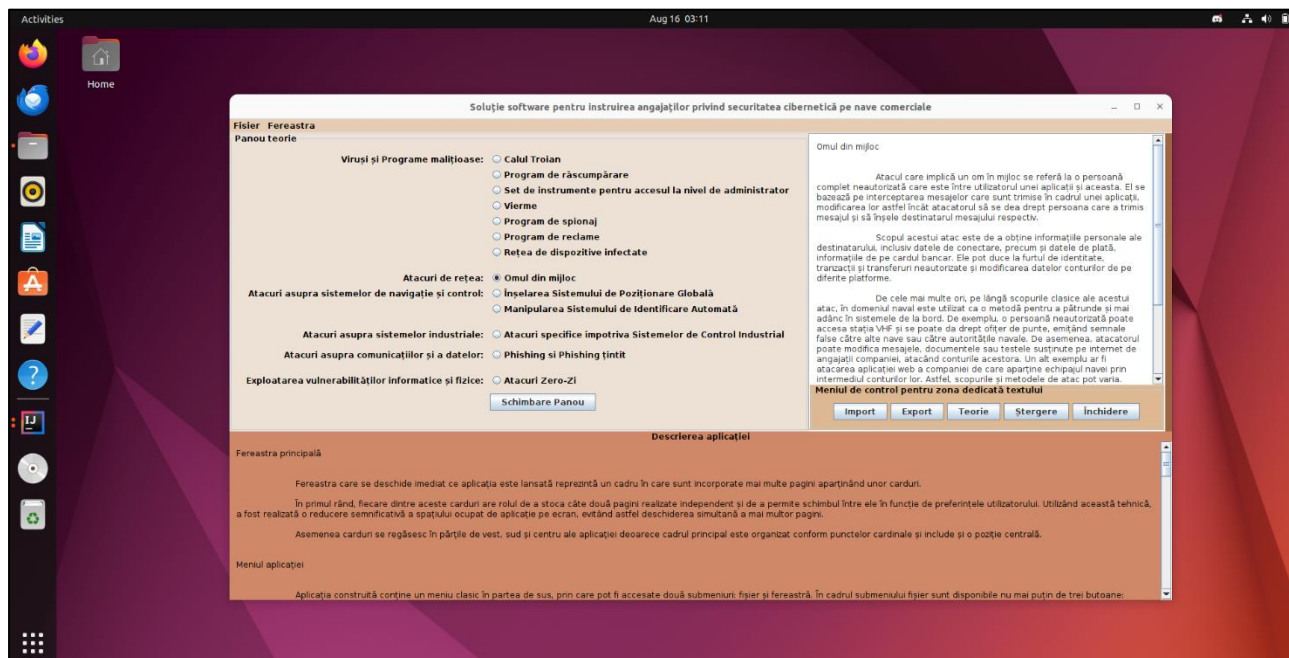 Activities
Aug 16 03:11
Home
Soluție software pentru instruirea angajaților privind securitatea cibernetică pe nave comerciale
Fisier Fereastra
Panou teorie
Viruși și Programe malițioase:
Calul Troian
Program de răscumpărare
Set de instrumente pentru accesul la nivel de administrator
Vierme
Program de spionaj
Program de reclame
Rețea de dispozitive infectate
Atacuri de rețea:
Omul din mijloc
Atacuri asupra sistemelor de navigație și control:
Înșelarea Sistemului de Poziționare Globală
Manipularea Sistemului de Identificare Automată
Atacuri asupra sistemelor industriale:
Atacuri specifice impotriva Sistemelor de Control Industrial
Atacuri asupra comunicațiilor și a datelor:
Phishing si Phishing țintit
Exploatarea vulnerabilităților informatice și fizice:
Atacuri Zero-Zi
Schimbare Panou
Omul din mijloc
Atacul care implică un om în mijloc se referă la o persoană
complet neautorizată care este între utilizatorul unei aplicații și aceasta. El se
bazează pe interceptarea mesajelor care sunt trimise în cadrul unei aplicații,
modificarea lor astfel încât atacatorul să se dea drept persoana care a trimis
mesajul și să înșele destinatarul mesajului respectiv.
Scopul acestui atac este de a obține informațiile personale ale
destinatarului, inclusiv datele de conectare, precum și datele de plată,
informațiile de pe cardul bancar. Ele pot duce la furtul de identitate,
tranzacții și transferuri neautorizate și modificarea datelor conturilor de pe
diferite platforme.
De cele mai multe ori, pe lângă scopurile clasice ale acestui
atac, în domeniul naval este utilizat ca o metodă pentru a pătrunde și mai
adânc în sistemele de la bord. De exemplu, o persoană neautorizată poate
accesa stația VHF și se poate da drept ofițer de punte, emițând semnale
false către alte nave sau către autoritățile navale. De asemenea, atacatorul
poate modifica mesajele, documentele sau testele susținute pe internet de
angajații companiei, atacând conturile acestora. Un alt exemplu ar fi
atacarea aplicației web a companiei de care aparține echipajul navei prin
intermediul conturilor lor. Astfel, scopurile și metodele de atac pot varia.
Meniul de control pentru zona dedicată textului
Import Export Teorie Ștergere Închidere
Descrierea aplicației
Fereastra principală
Fereastra care se deschide imediat ce aplicația este lansată reprezintă un cadru în care sunt incorporate mai multe pagini aparținând unor carduri.
În primul rând, fiecare dintre aceste carduri are rolul de a stoca câte două pagini realizate independent și de a permite schimbul între ele în funcție de preferințele utilizatorului. Utilizând această tehnică,
a fost realizată o reducere semnificativă a spațiului ocupat de aplicație pe ecran, evitând astfel deschiderea simultană a mai multor pagini.
Asemenea carduri se regăsesc în părțile de vest, sud și centru ale aplicației deoarece cadrul principal este organizat conform punctelor cardinale și include și o poziție centrală.
Meniul aplicației
Aplicația construită conține un meniu clasic în partea de sus, prin care pot fi accesate două submeniuri: fișier și fereastră. În cadrul submeniului fișier sunt disponibile nu mai puțin de trei butoane: